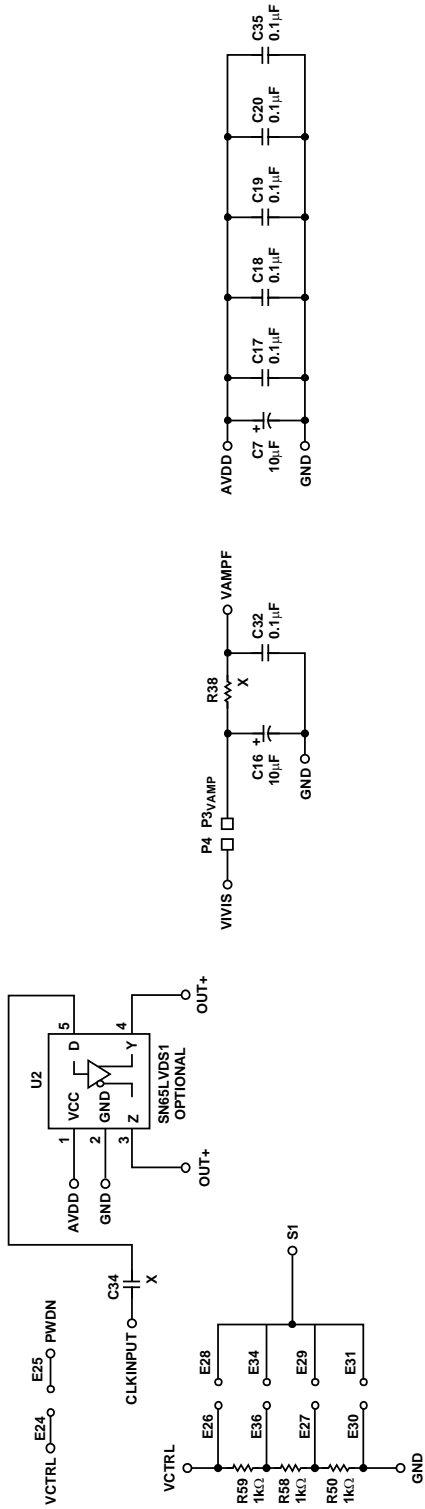 VCTRL E24 E25 PWDN
CLKINPUT C34 X
U2
AVDD 1 VCC D 5
GND 2 GND
3 Z Y 4
SN65LVDS1
OPTIONAL
OUT+ OUT+
VCTRL
E26 E28
R59
1kΩ
E36 E34
R58
1kΩ
E27 E29
R50
1kΩ
E30 E31
GND
S1
VIVIS P4 P3VAMP R38 X VAMPF
C16 + 10µF
C32
0.1µF
GND
AVDD
C7 + 10µF
C17
0.1µF
C18
0.1µF
C19
0.1µF
C20
0.1µF
C35
0.1µF
GND